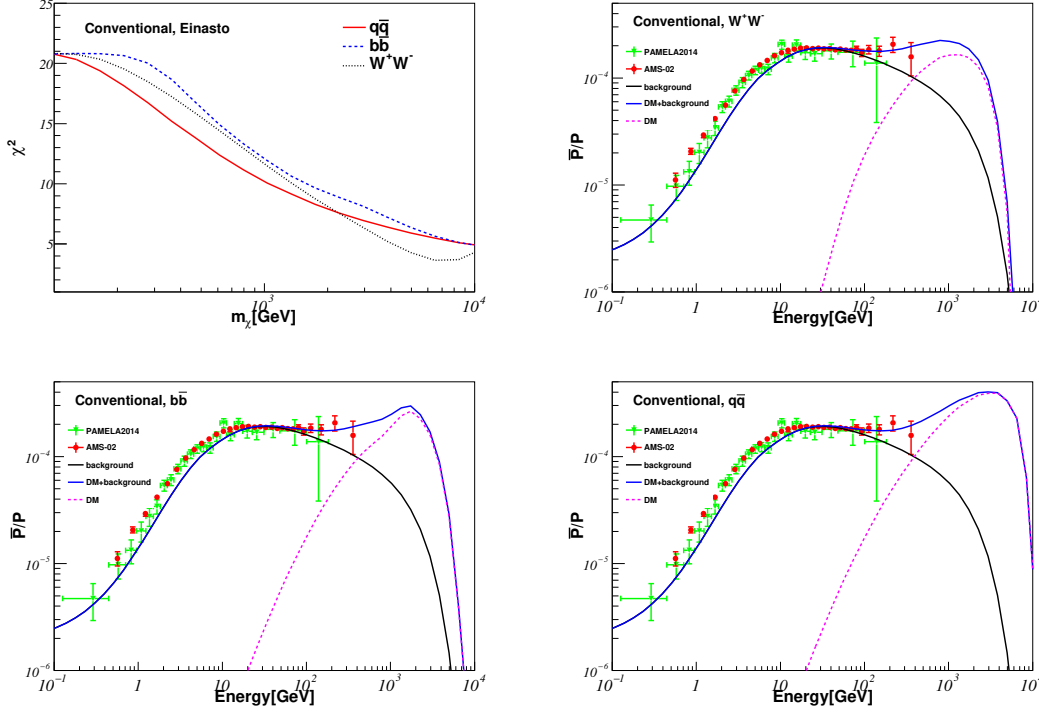 Conventional, Einasto
qq̅
bb̅
W⁺W⁻
25
20
15
10
5
χ²
10³
10⁴
mχ[GeV]
Conventional, W⁺W⁻
PAMELA2014
AMS-02
background
DM+background
DM
10⁻⁴
10⁻⁵
10⁻⁶
P̅/P
10⁻¹
1
10
10²
10³
10⁴
Energy[GeV]
Conventional, bb̅
PAMELA2014
AMS-02
background
DM+background
DM
10⁻⁴
10⁻⁵
10⁻⁶
P̅/P
10⁻¹
1
10
10²
10³
10⁴
Energy[GeV]
Conventional, qq̅
PAMELA2014
AMS-02
background
DM+background
DM
10⁻⁴
10⁻⁵
10⁻⁶
P̅/P
10⁻¹
1
10
10²
10³
10⁴
Energy[GeV]